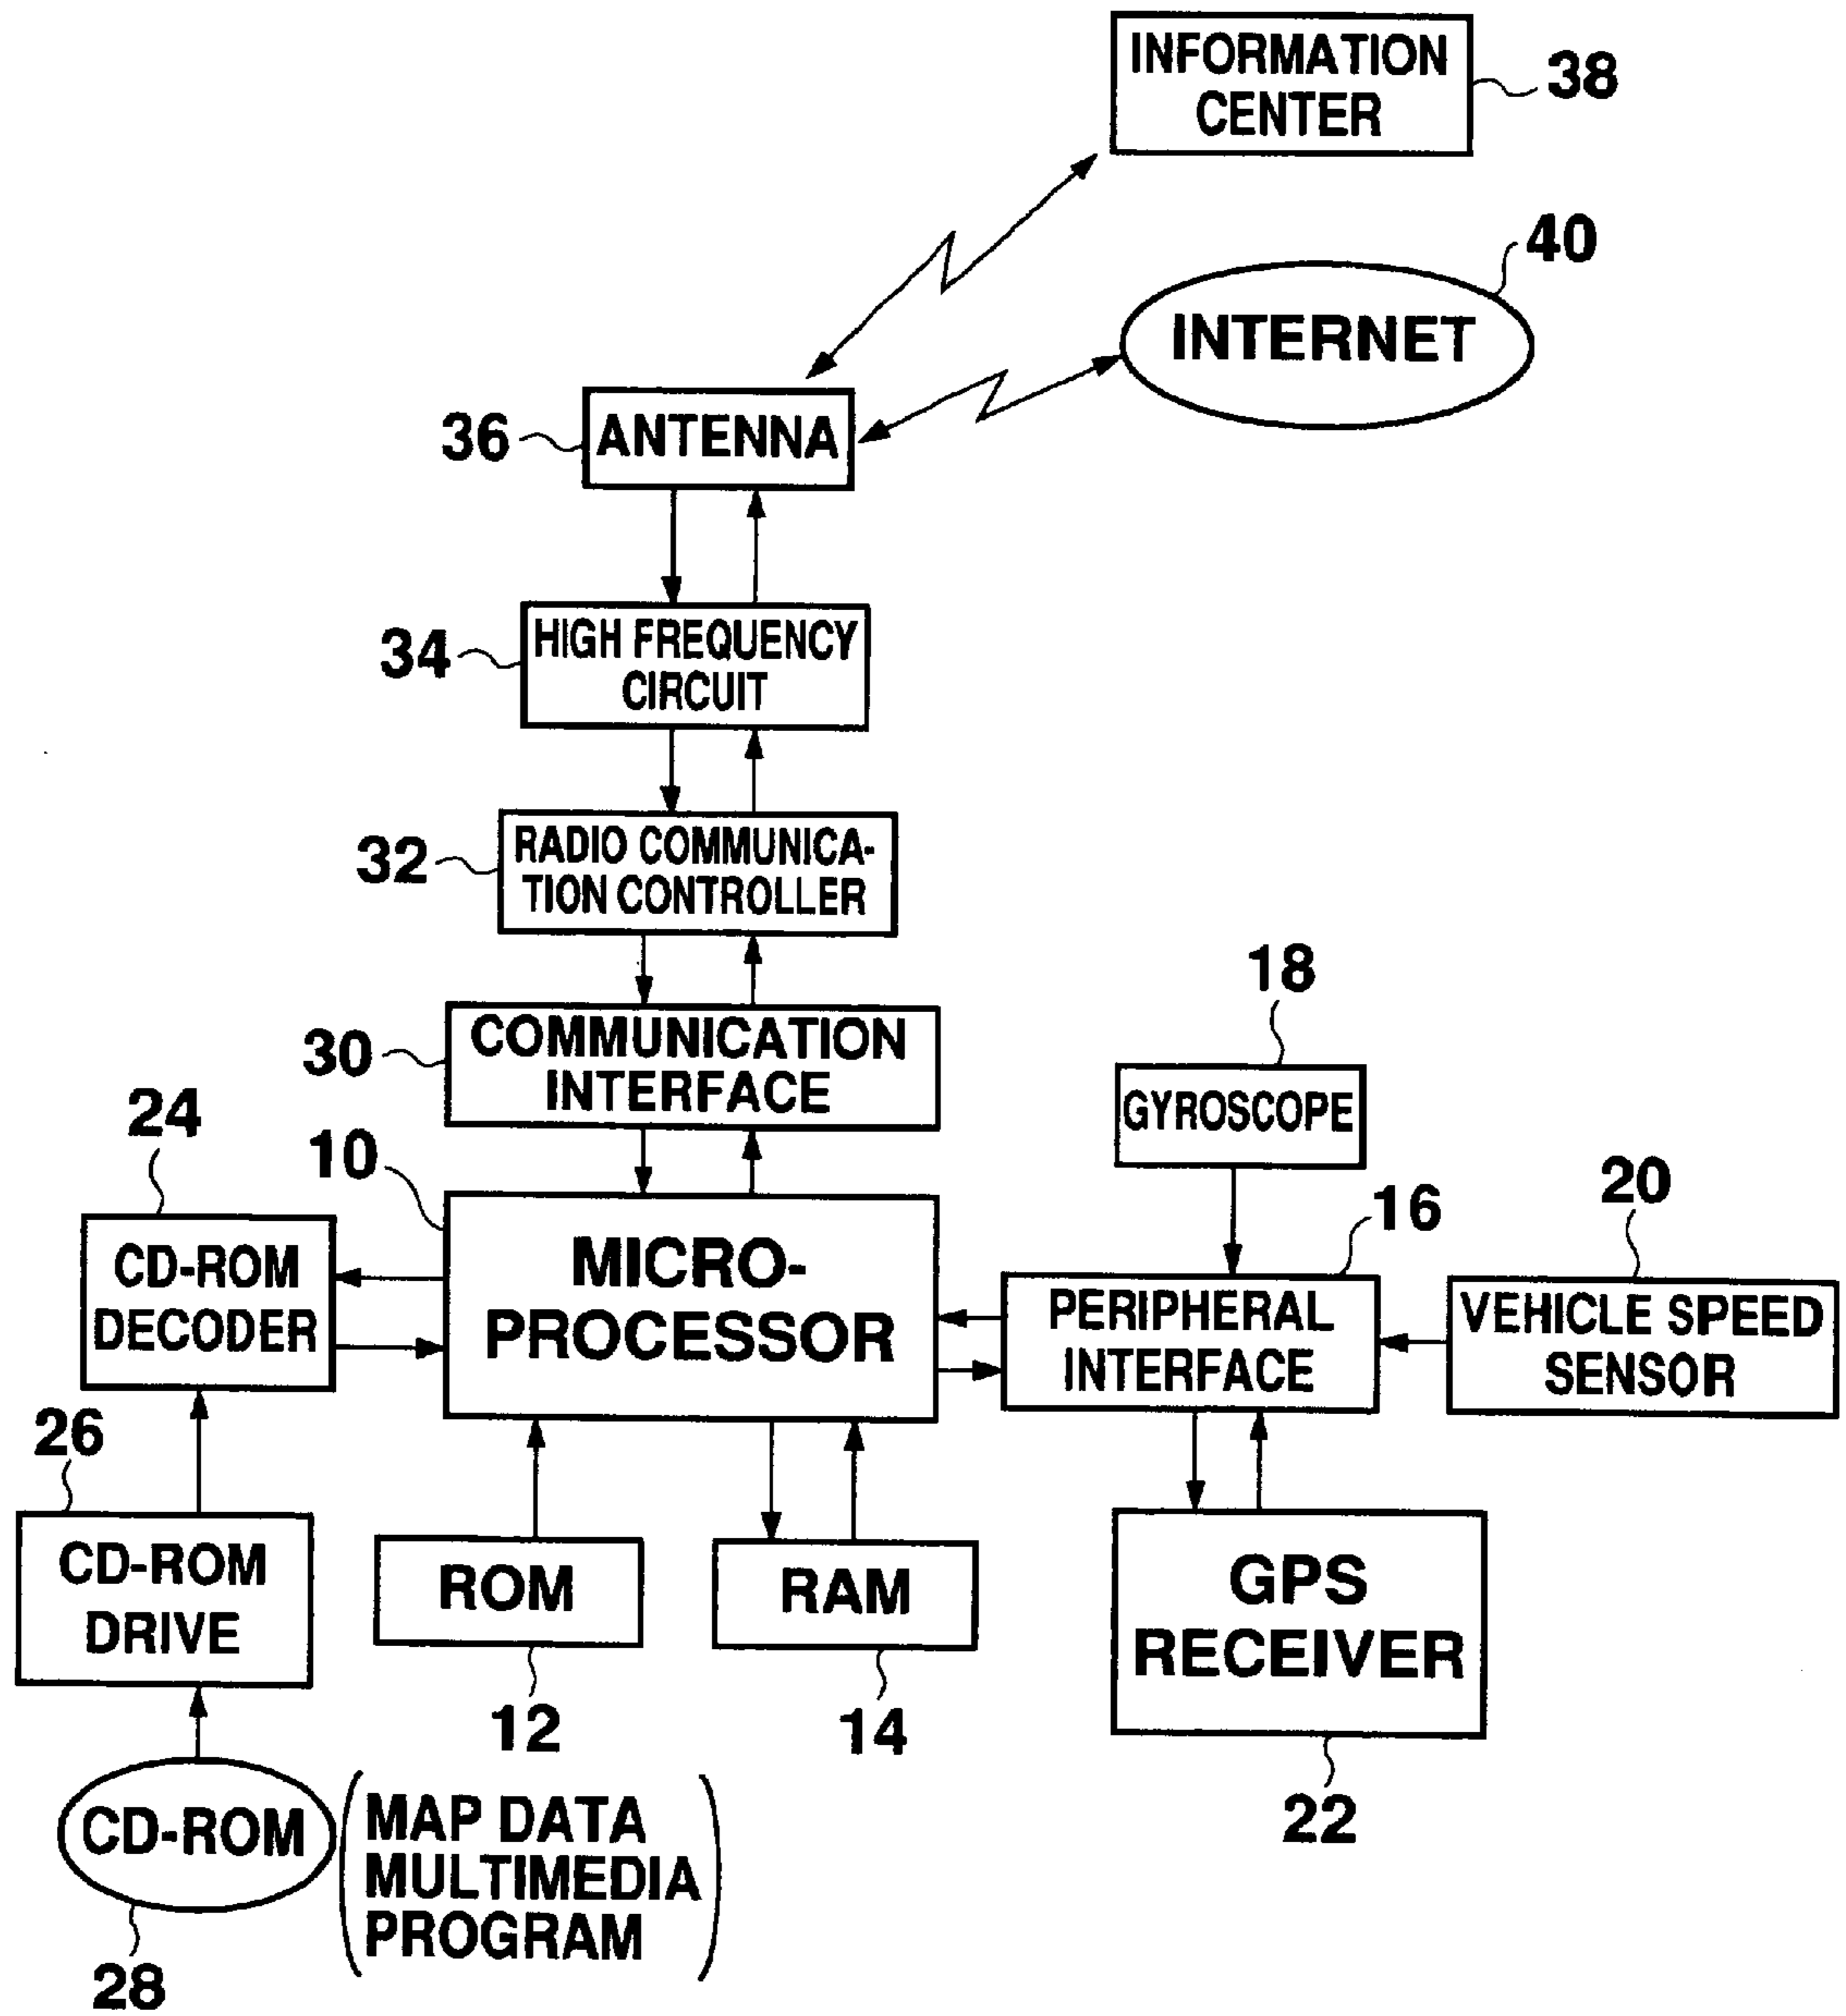 INFORMATION
CENTER
38
40
INTERNET
36
ANTENNA
34
HIGH FREQUENCY
CIRCUIT
32
RADIO COMMUNICA-
TION CONTROLLER
18
30
COMMUNICATION
INTERFACE
GYROSCOPE
24
10
20
16
CD-ROM
DECODER
MICRO-
PROCESSOR
PERIPHERAL
INTERFACE
VEHICLE SPEED
SENSOR
26
CD-ROM
DRIVE
ROM
RAM
GPS
RECEIVER
12
14
22
CD-ROM
MAP DATA
MULTIMEDIA
PROGRAM
28